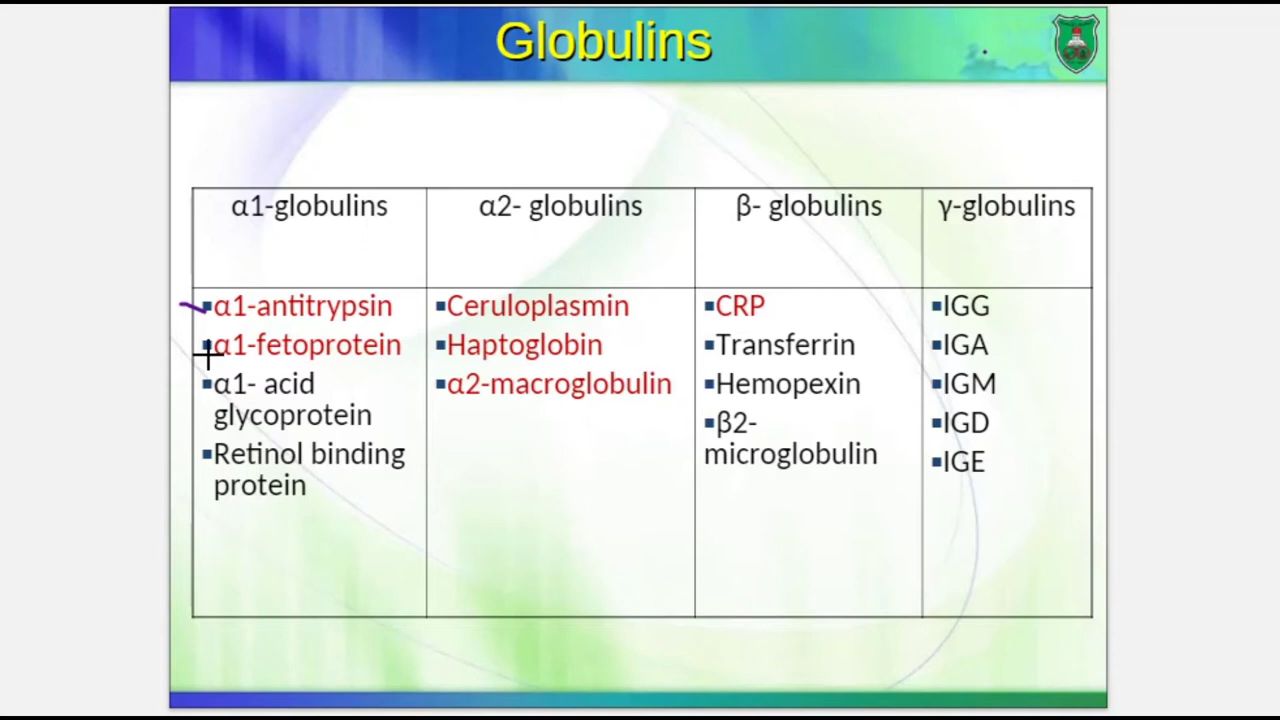 Globulins
α1-globulins
α2- globulins
β- globulins
γ-globulins
▪α1-antitrypsin
▪α1-fetoprotein
▪α1- acid
glycoprotein
▪Retinol binding
protein
▪Ceruloplasmin
▪Haptoglobin
▪α2-macroglobulin
▪CRP
▪Transferrin
▪Hemopexin
▪β2-
microglobulin
▪IGG
▪IGA
▪IGM
▪IGD
▪IGE